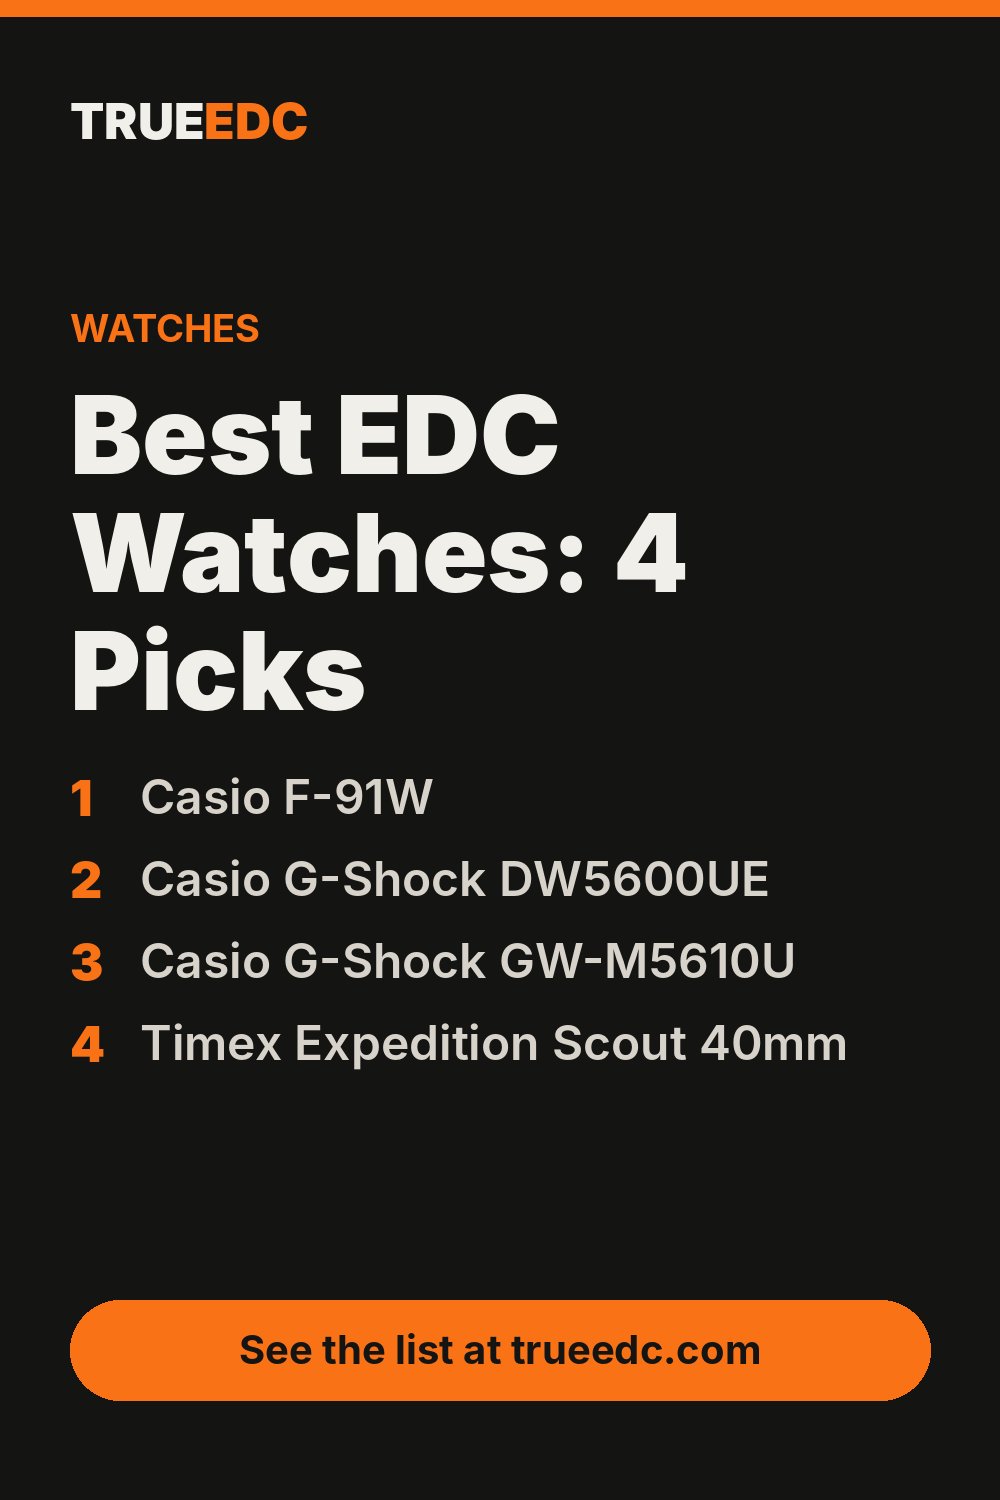 TRUEEDC
WATCHES
Best EDC
Watches: 4
Picks
1 Casio F-91W
2 Casio G-Shock DW5600UE
3 Casio G-Shock GW-M5610U
4 Timex Expedition Scout 40mm
See the list at trueedc.com